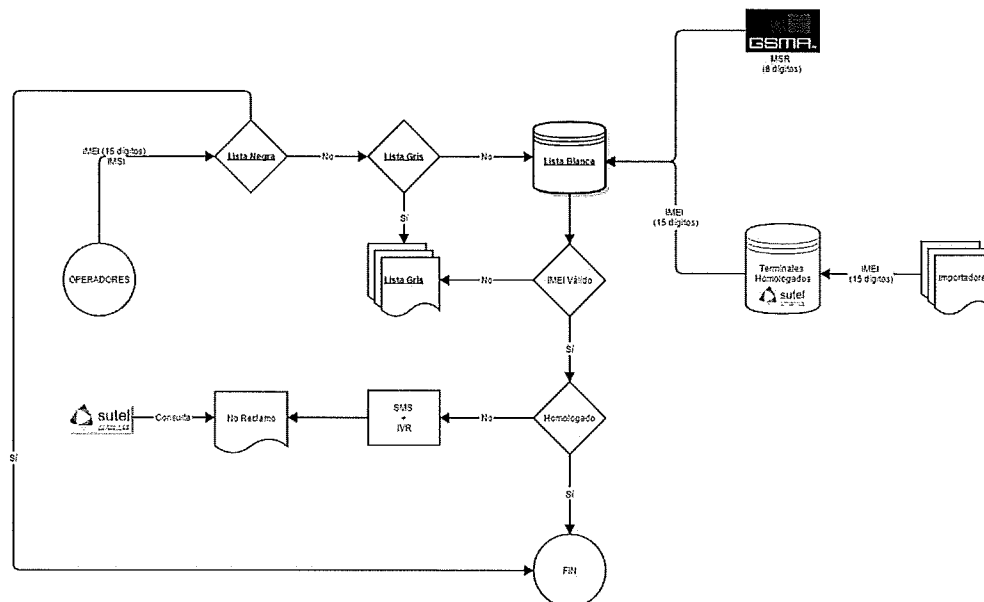 GSMA
MSR
(8 dígitos)
IMEI (15 dígitos)
IMSI
Lista Negra
No
Lista Gris
No
Lista Blanca
Sí
IMEI
(15 dígitos)
OPERADORES
Lista Gris
No
IMEI Válido
Terminales
Homologados
sutel
IMEI
(15 dígitos)
Importadores
Sí
sutel
Consulta
No Reclamo
SMS
+
IVR
No
Homologado
Sí
Sí
FIN